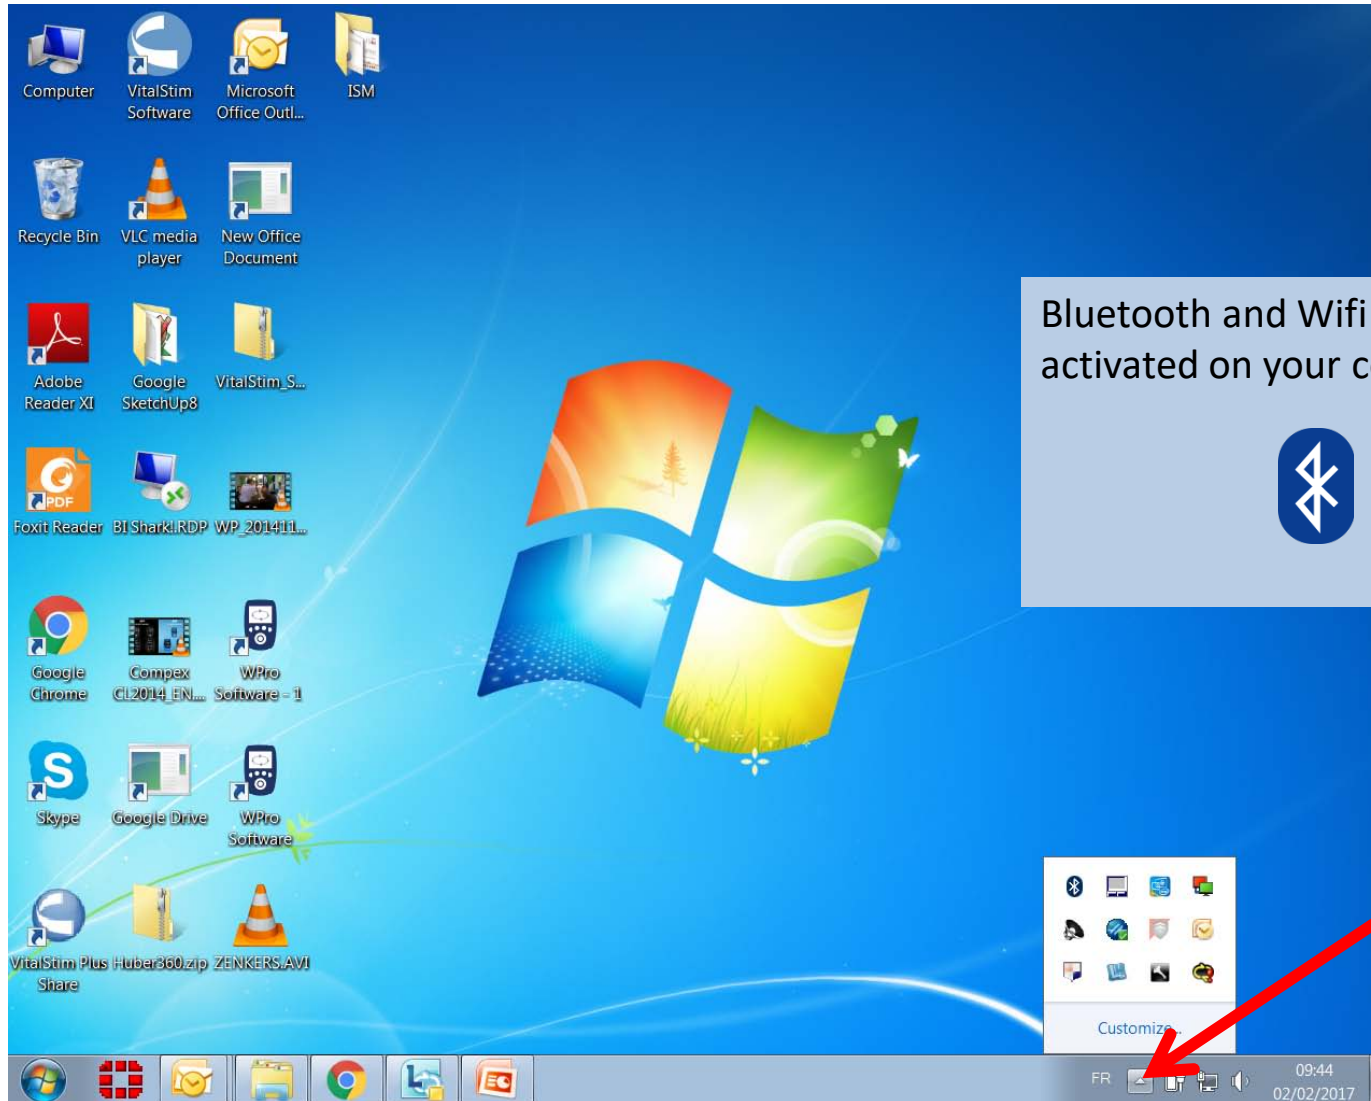 Computer
VitalStim
Software
Microsoft
Office Outl...
ISM
Recycle Bin
VLC media
player
New Office
Document
Adobe
Reader XI
Google
SketchUp8
VitalStim_S...
PDF
Foxit Reader
BI Shark!.RDP
WP_201411...
Google
Chrome
Compex
CL2014_EN....
WPro
Software - 1
Skype
Google Drive
WPro
Software
VitalStim Plus
Share
Huber360.zip
ZENKERS.AVI
Bluetooth and Wifi
activated on your c
Customize...
FR
09:44
02/02/2017